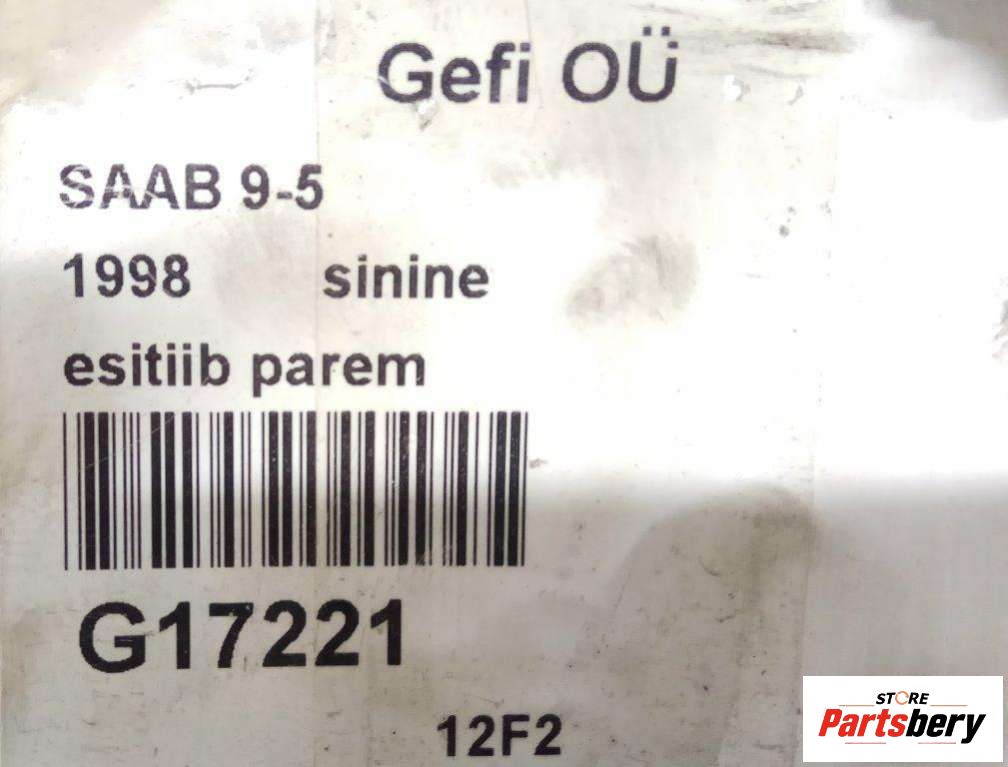 Gefi OÜ
SAAB 9-5
1998 sinine
esitiib parem
G17221
12F2
STORE
Partsbery